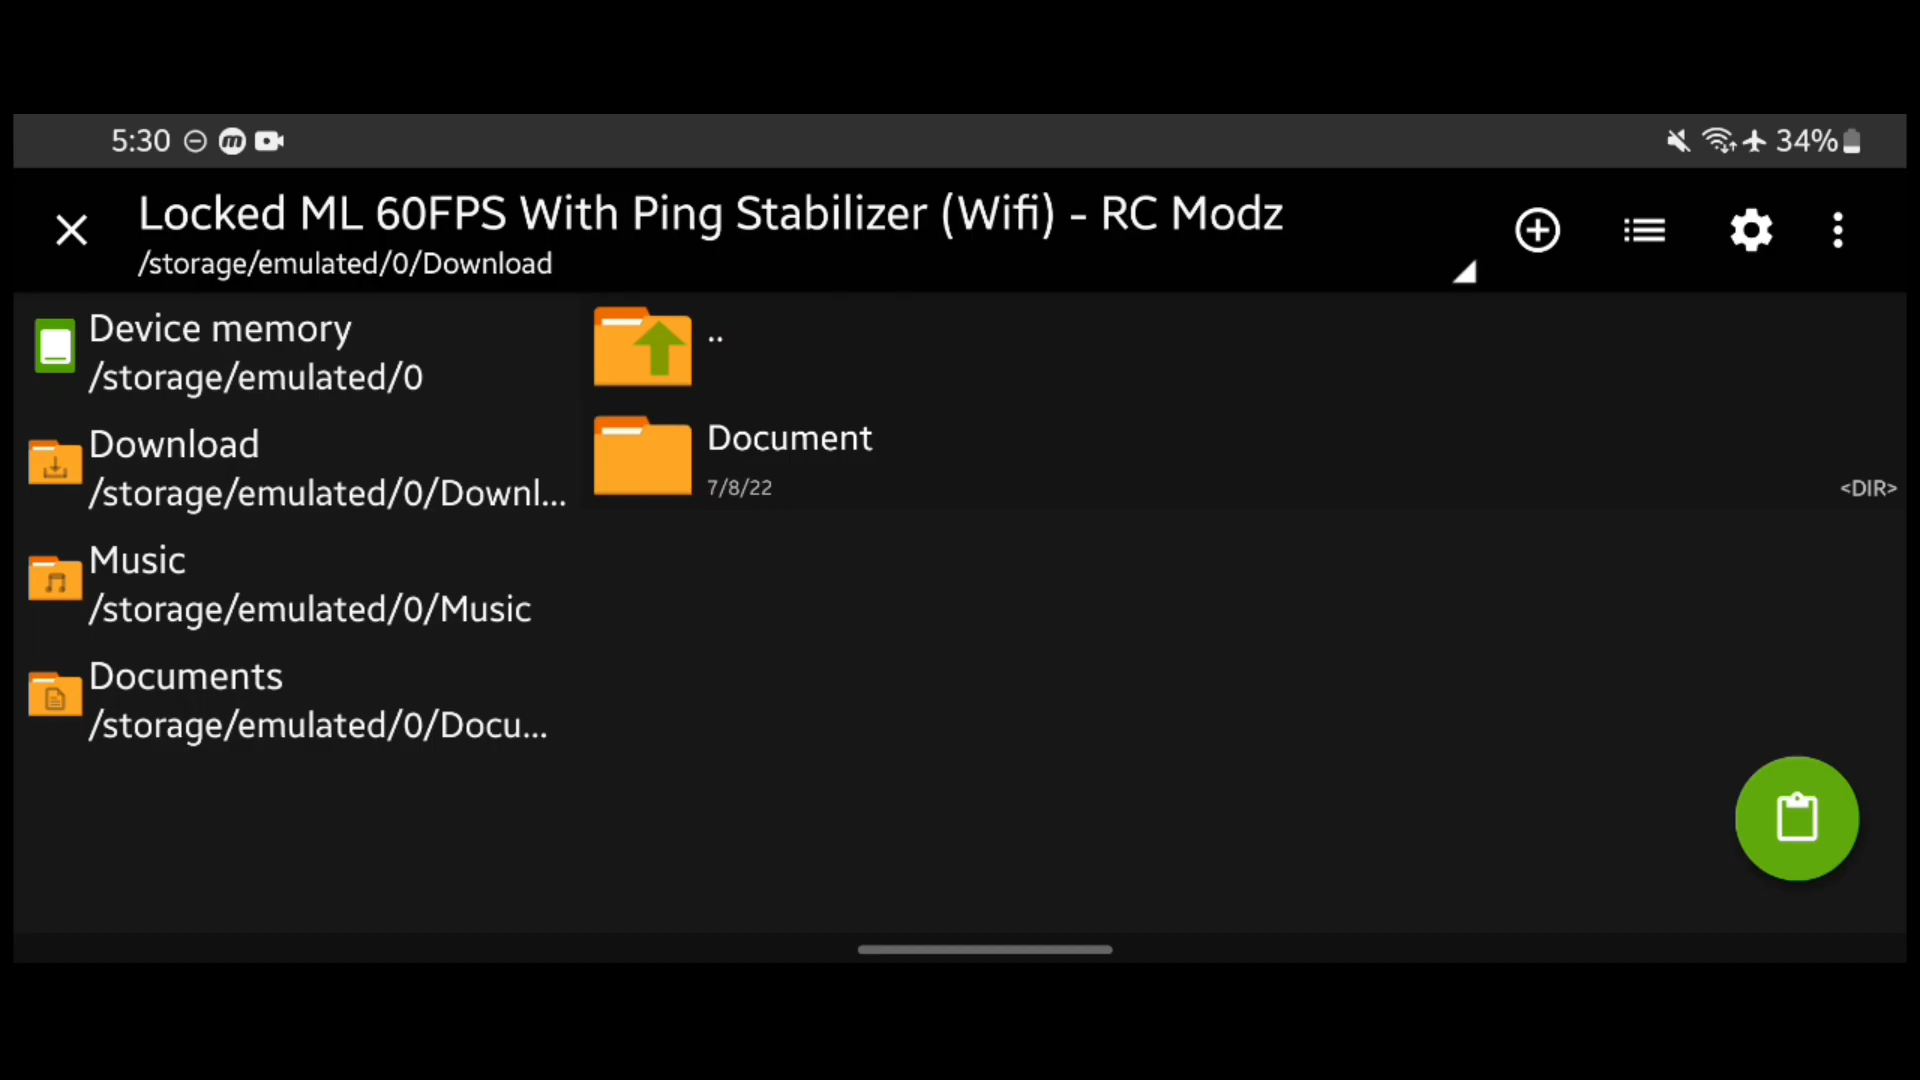 5:30
34%
Locked ML 60FPS With Ping Stabilizer (Wifi) - RC Modz
/storage/emulated/0/Download
Device memory
/storage/emulated/0
Download
/storage/emulated/0/Downl...
Music
/storage/emulated/0/Music
Documents
/storage/emulated/0/Docu...
..
Document
7/8/22
<DIR>